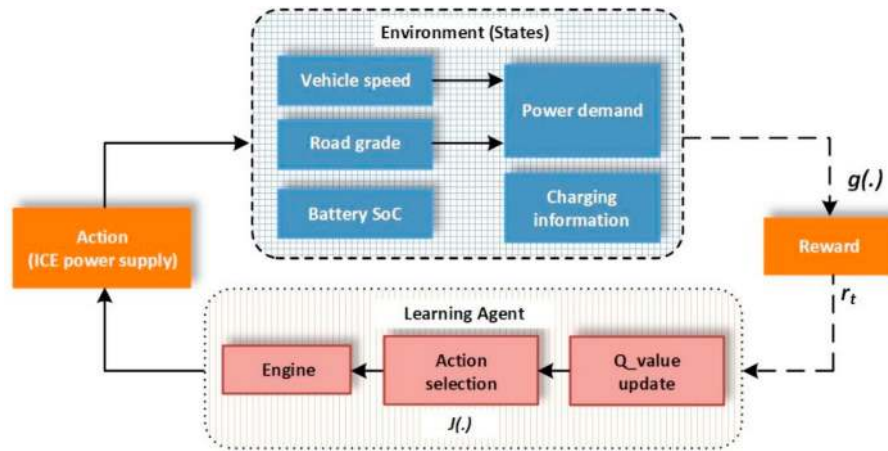 Environment (States)
Vehicle speed
Power demand
Road grade
Battery SoC
Charging
information
g(.)
Action
(ICE power supply)
Reward
r_t
Learning Agent
Engine
Action
selection
Q_value
update
J(.)